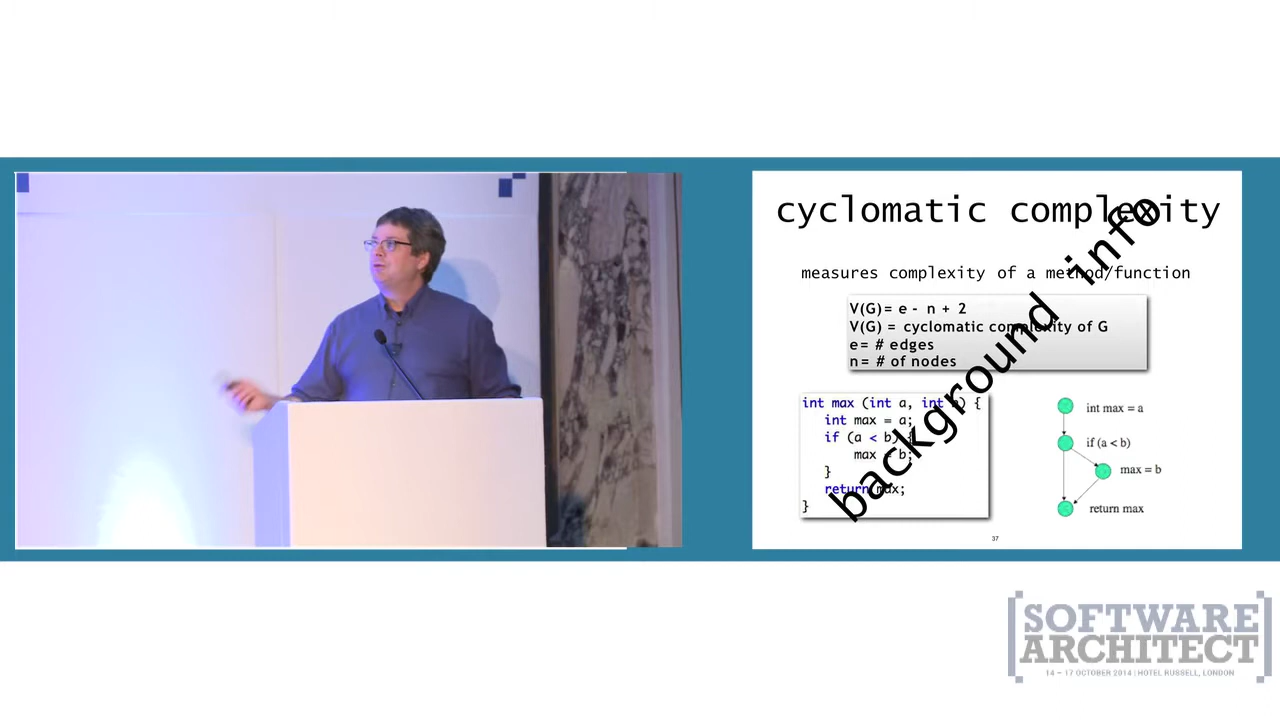 cyclomatic complexity
background info
measures complexity of a method/function
V(G)= e - n + 2
V(G) = cyclomatic complexity of G
e= # edges
n= # of nodes
int max (int a, int b) {
int max = a;
if (a < b) {
max = b;
}
return max;
}
int max = a
if (a < b)
max = b
return max
37
[SOFTWARE
ARCHITECT]
14 – 17 OCTOBER 2014 | HOTEL RUSSELL, LONDON